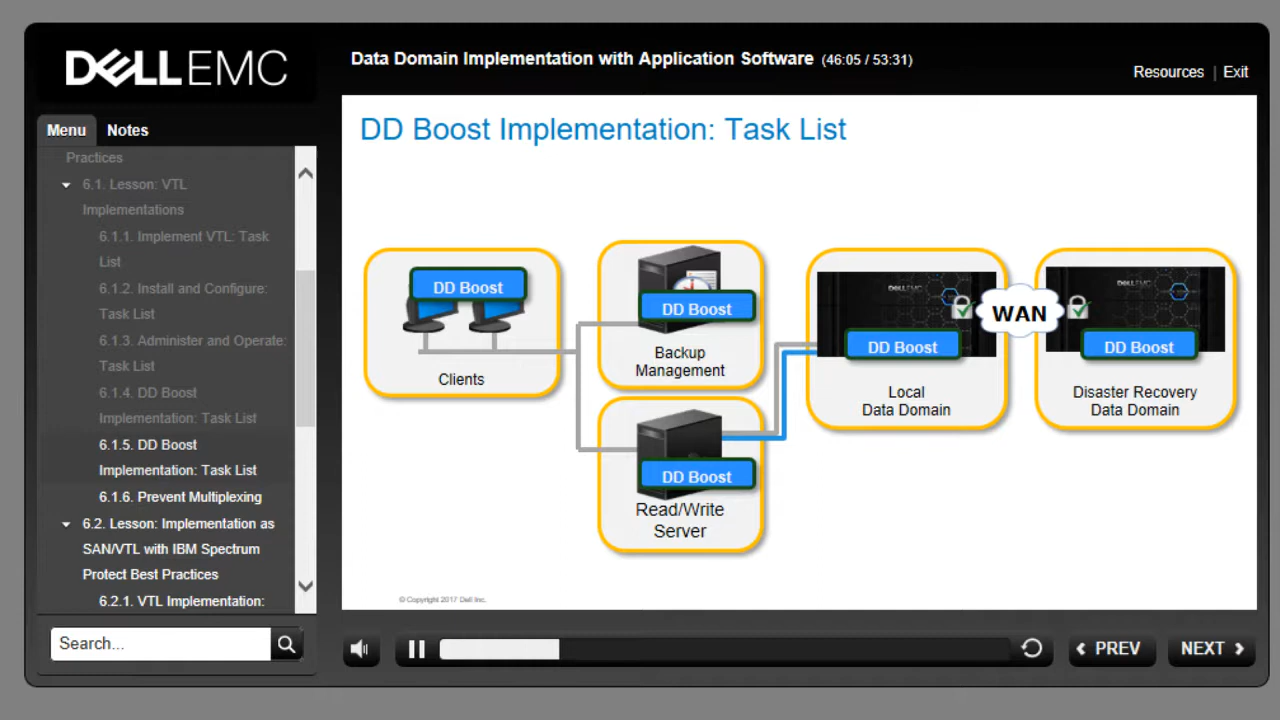 DELLEMC
Data Domain Implementation with Application Software (46:05 / 53:31)
Resources | Exit
Menu
Notes
Practices
6.1. Lesson: VTL
Implementations
6.1.1. Implement VTL: Task
List
6.1.2. Install and Configure:
Task List
6.1.3. Administer and Operate:
Task List
6.1.4. DD Boost
Implementation: Task List
6.1.5. DD Boost
Implementation: Task List
6.1.6. Prevent Multiplexing
6.2. Lesson: Implementation as
SAN/VTL with IBM Spectrum
Protect Best Practices
6.2.1. VTL Implementation:
Search...
DD Boost Implementation: Task List
DD Boost
Clients
DD Boost
Backup
Management
DD Boost
Read/Write
Server
DELLEMC
DD Boost
Local
Data Domain
WAN
DELLEMC
DD Boost
Disaster Recovery
Data Domain
© Copyright 2017 Dell Inc.
PREV
NEXT